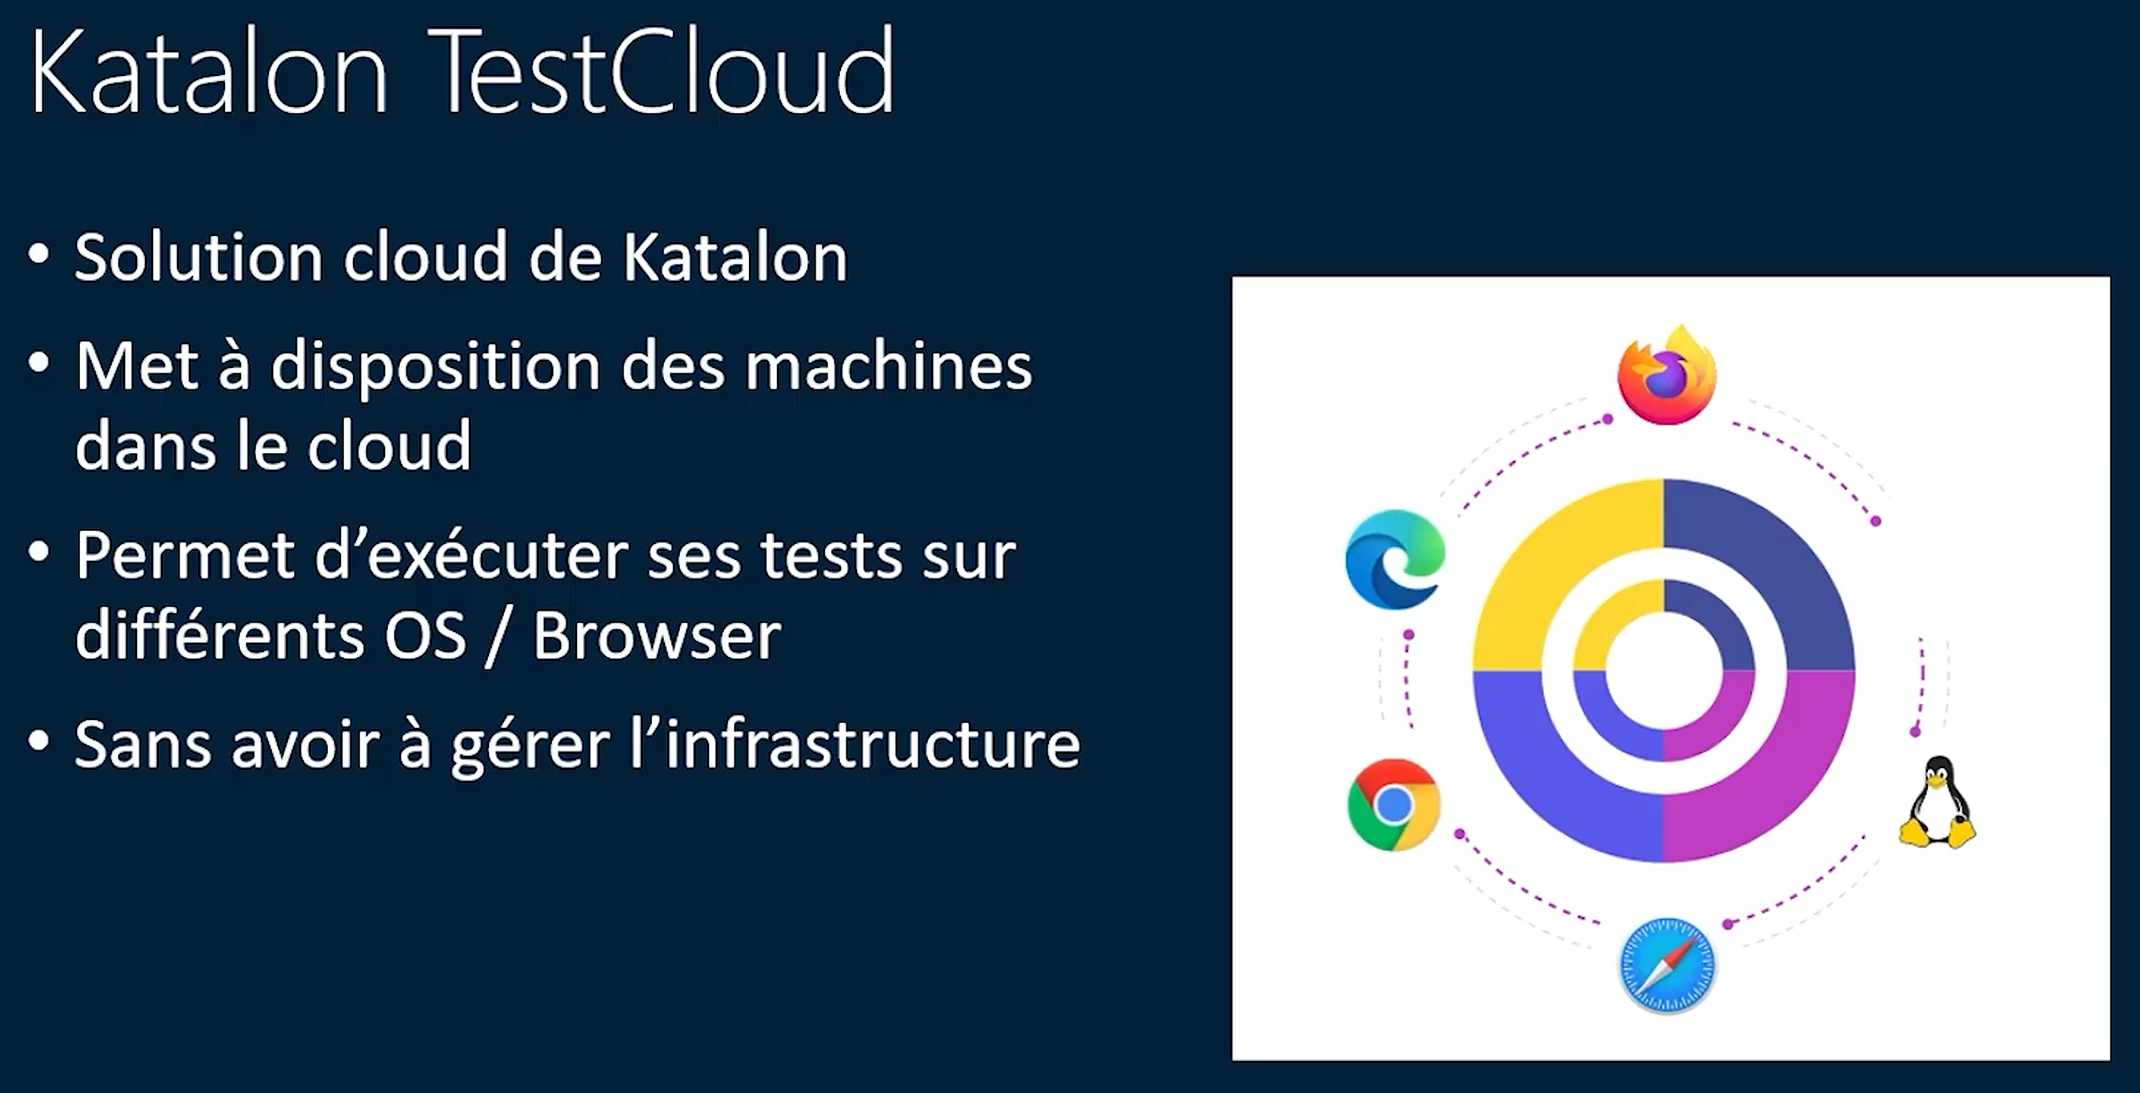 Katalon TestCloud
• Solution cloud de Katalon
• Met à disposition des machines
dans le cloud
• Permet d’exécuter ses tests sur
différents OS / Browser
• Sans avoir à gérer l’infrastructure